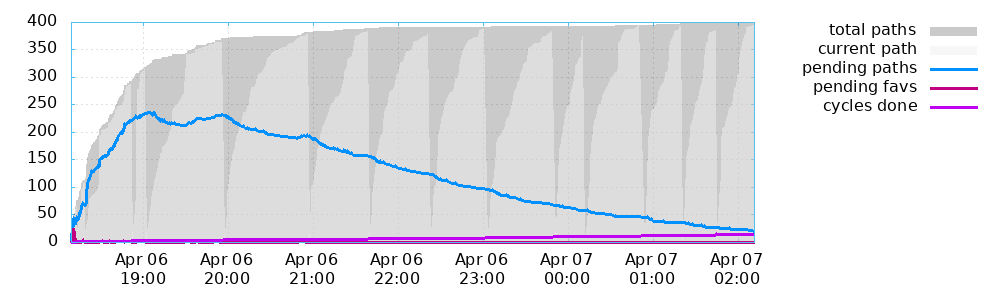 400
350
300
250
200
150
100
50
0
Apr 06 Apr 06 Apr 06 Apr 06 Apr 06 Apr 07 Apr 07 Apr 07
19:00 20:00 21:00 22:00 23:00 00:00 01:00 02:00
total paths
current path
pending paths
pending favs
cycles done